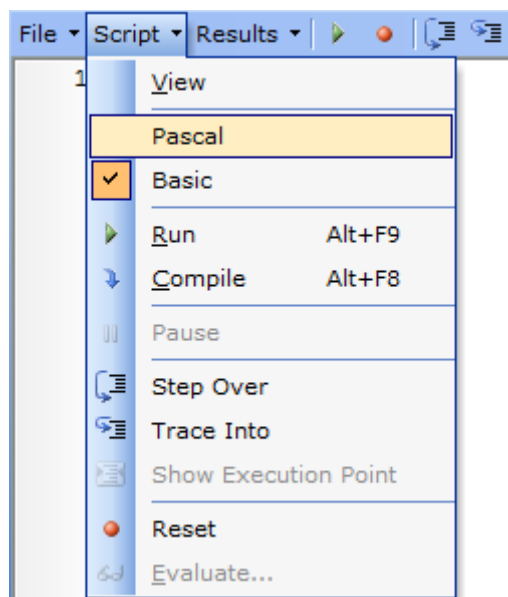 File Script Results
1
View
Pascal
Basic
Run Alt+F9
Compile Alt+F8
Pause
Step Over
Trace Into
Show Execution Point
Reset
Evaluate...